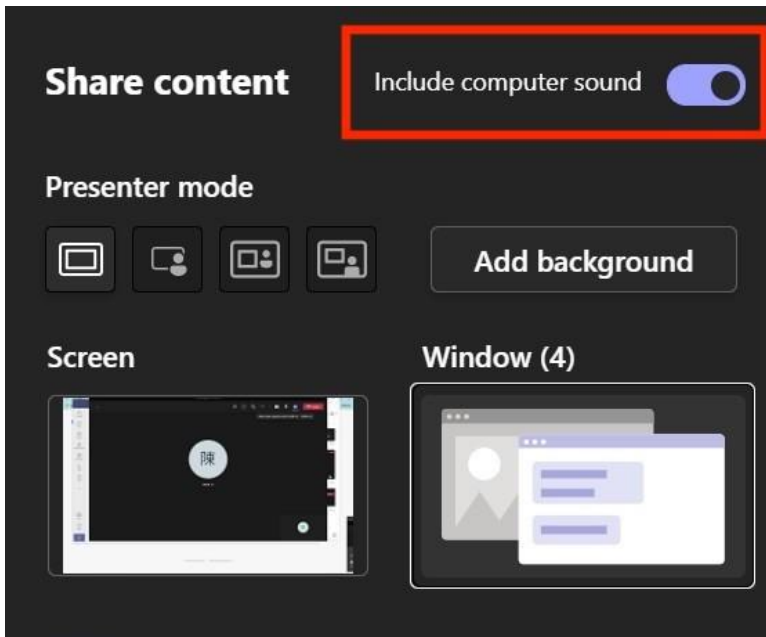 Share content
Include computer sound
Presenter mode
Add background
Screen
Window (4)
陳